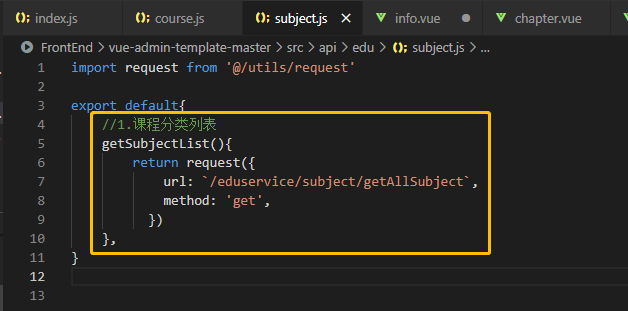 index.js course.js subject.js info.vue chapter.vue
FrontEnd > vue-admin-template-master > src > api > edu > subject.js > ...
1 import request from '@/utils/request'
2
3 export default{
4 //1.课程分类列表
5 getSubjectList(){
6 return request({
7 url: `/eduservice/subject/getAllSubject`,
8 method: 'get',
9 })
10 },
11 }
12
13